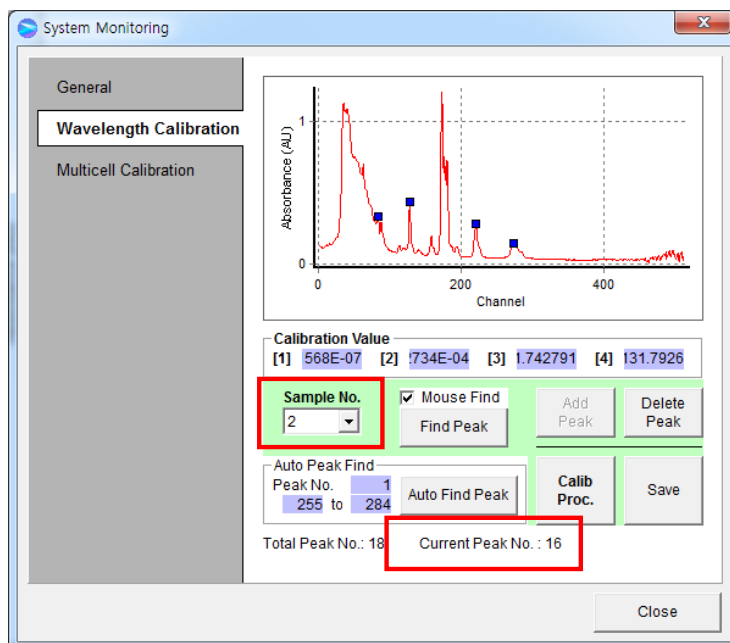 System Monitoring
General
Wavelength Calibration
Multicell Calibration
Absorbance (AU)
1
0
0 200 400
Channel
Calibration Value
[1] 568E-07 [2] 2734E-04 [3] 1.742791 [4] 131.7926
Sample No.
2
Mouse Find
Find Peak
Add Peak
Delete Peak
Auto Peak Find
Peak No. 1
255 to 284
Auto Find Peak
Calib Proc.
Save
Total Peak No.: 18 Current Peak No. : 16
Close